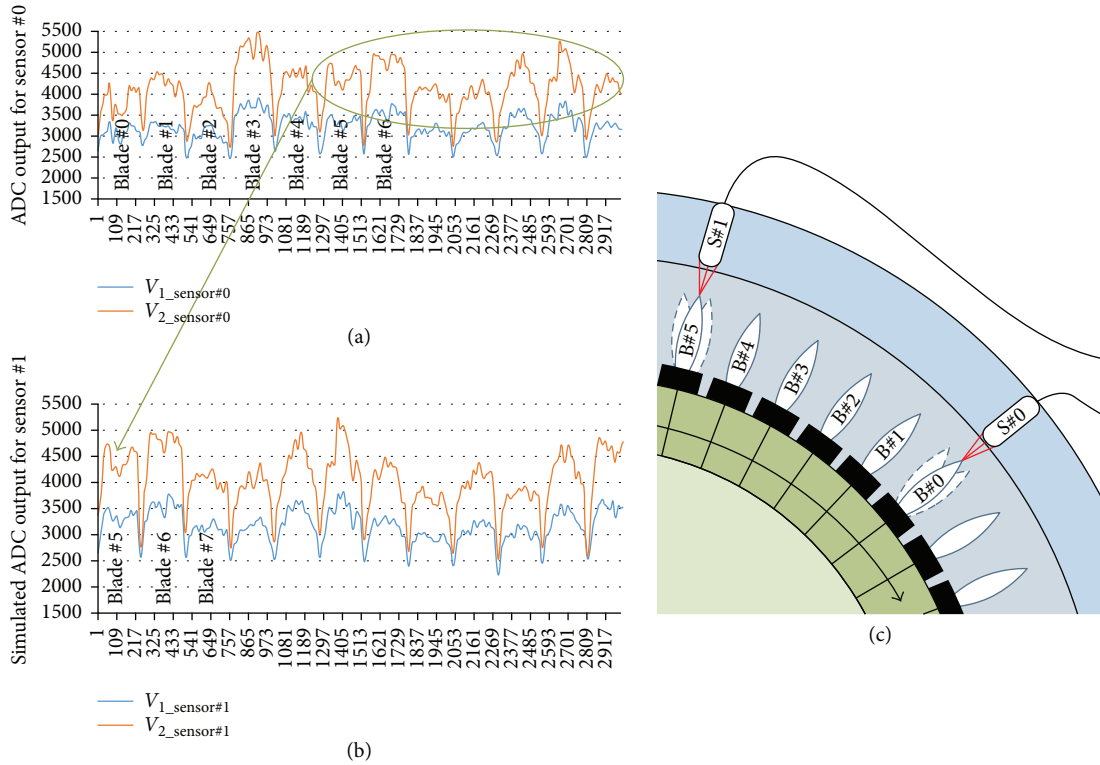 ADC output for sensor #0
5500
5000
4500
4000
3500
3000
2500
2000
1500
Blade #0
Blade #1
Blade #2
Blade #3
Blade #4
Blade #5
Blade #6
1
109
217
325
433
541
649
757
865
973
1081
1189
1297
1405
1513
1621
1729
1837
1945
2053
2161
2269
2377
2485
2593
2701
2809
2917
V1_sensor#0
V2_sensor#0
(a)
Simulated ADC output for sensor #1
5500
5000
4500
4000
3500
3000
2500
2000
1500
Blade #5
Blade #6
Blade #7
1
109
217
325
433
541
649
757
865
973
1081
1189
1297
1405
1513
1621
1729
1837
1945
2053
2161
2269
2377
2485
2593
2701
2809
2917
V1_sensor#1
V2_sensor#1
(b)
S#1
S#0
B#5
B#4
B#3
B#2
B#1
B#0
(c)